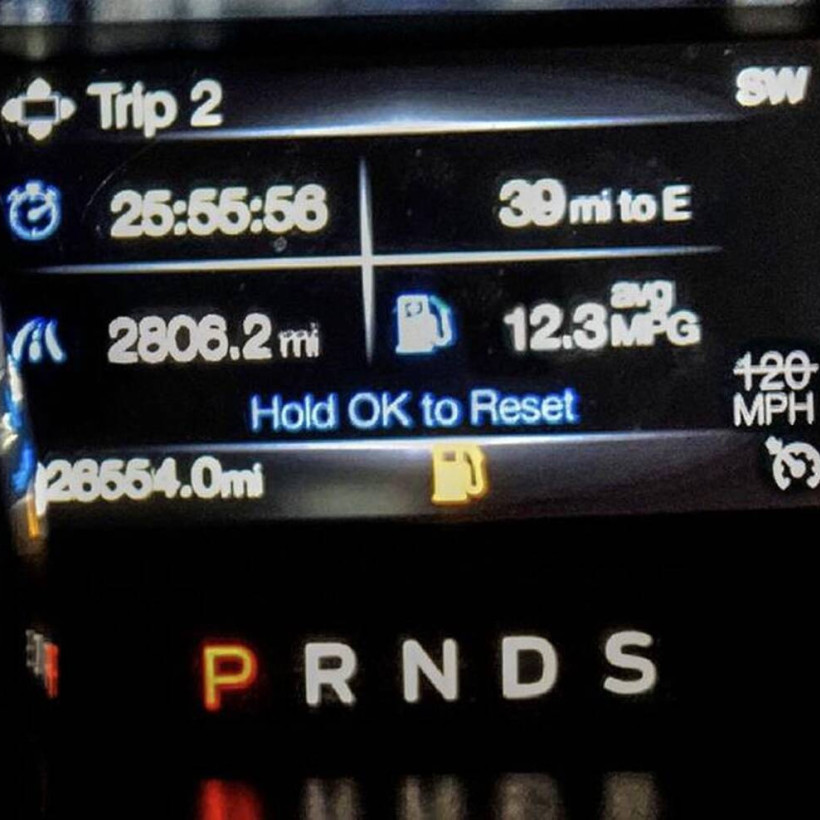 Trip 2
SW
25:55:56
39 mi to E
2806.2 mi
12.3 avg MPG
120 MPH
Hold OK to Reset
26554.0mi
P R N D S